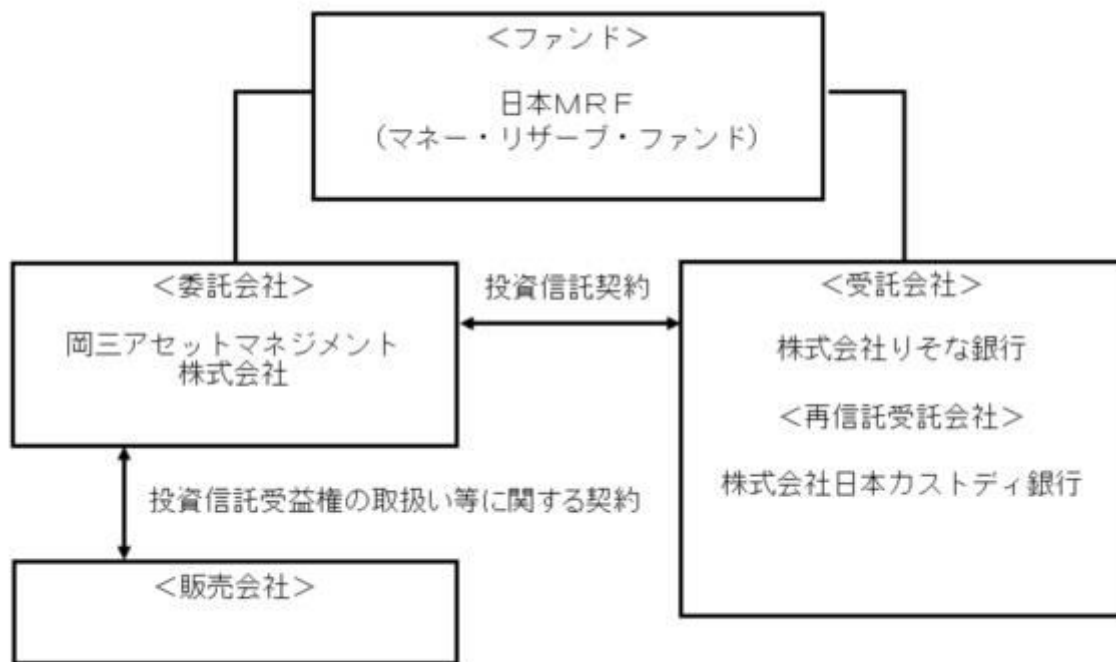 ＜ファンド＞
日本ＭＲＦ
（マネー・リザーブ・ファンド）
＜委託会社＞
岡三アセットマネジメント
株式会社
投資信託契約
＜受託会社＞
株式会社りそな銀行
＜再信託受託会社＞
株式会社日本カストディ銀行
投資信託受益権の取扱い等に関する契約
＜販売会社＞